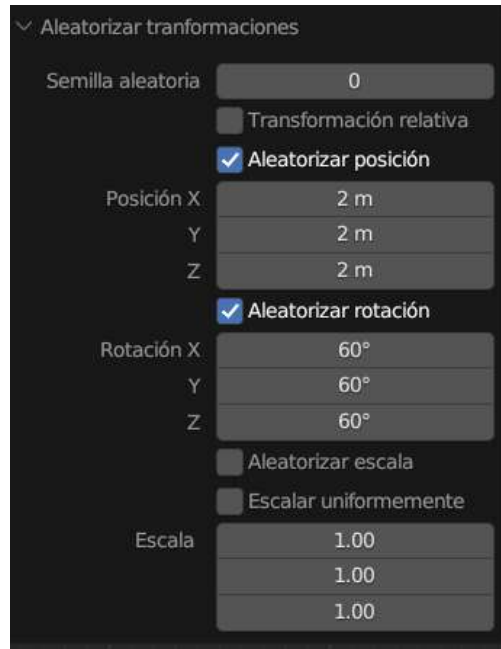 Aleatorizar tranformaciones
Semilla aleatoria 0
Transformación relativa
Aleatorizar posición
Posición X 2 m
Y 2 m
Z 2 m
Aleatorizar rotación
Rotación X 60°
Y 60°
Z 60°
Aleatorizar escala
Escalar uniformemente
Escala 1.00
1.00
1.00